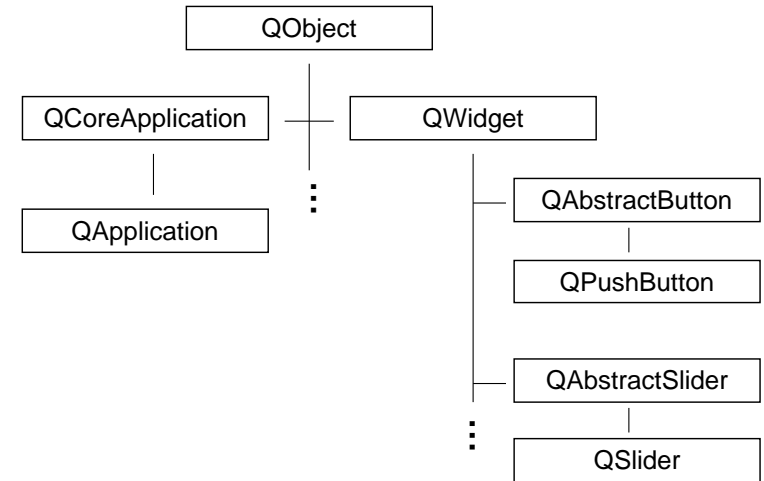 QObject
QCoreApplication
QWidget
QApplication
QAbstractButton
QPushButton
QAbstractSlider
QSlider